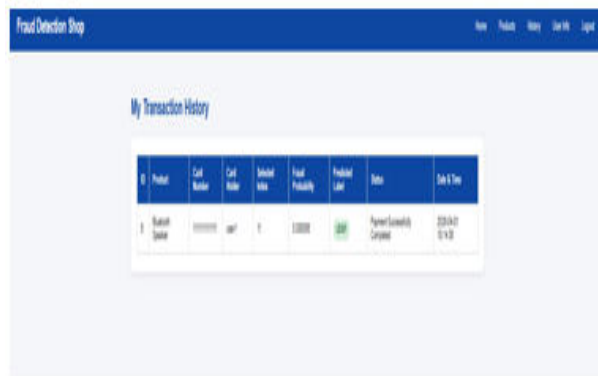 Fraud Detection Shop
Home Products History User Info Logout
My Transaction History
ID Product Card Number Card Holder Selected Index Fraud Probability Predicted Label Status Date & Time
Bluetooth Speaker user1 Payment Successfully Completed